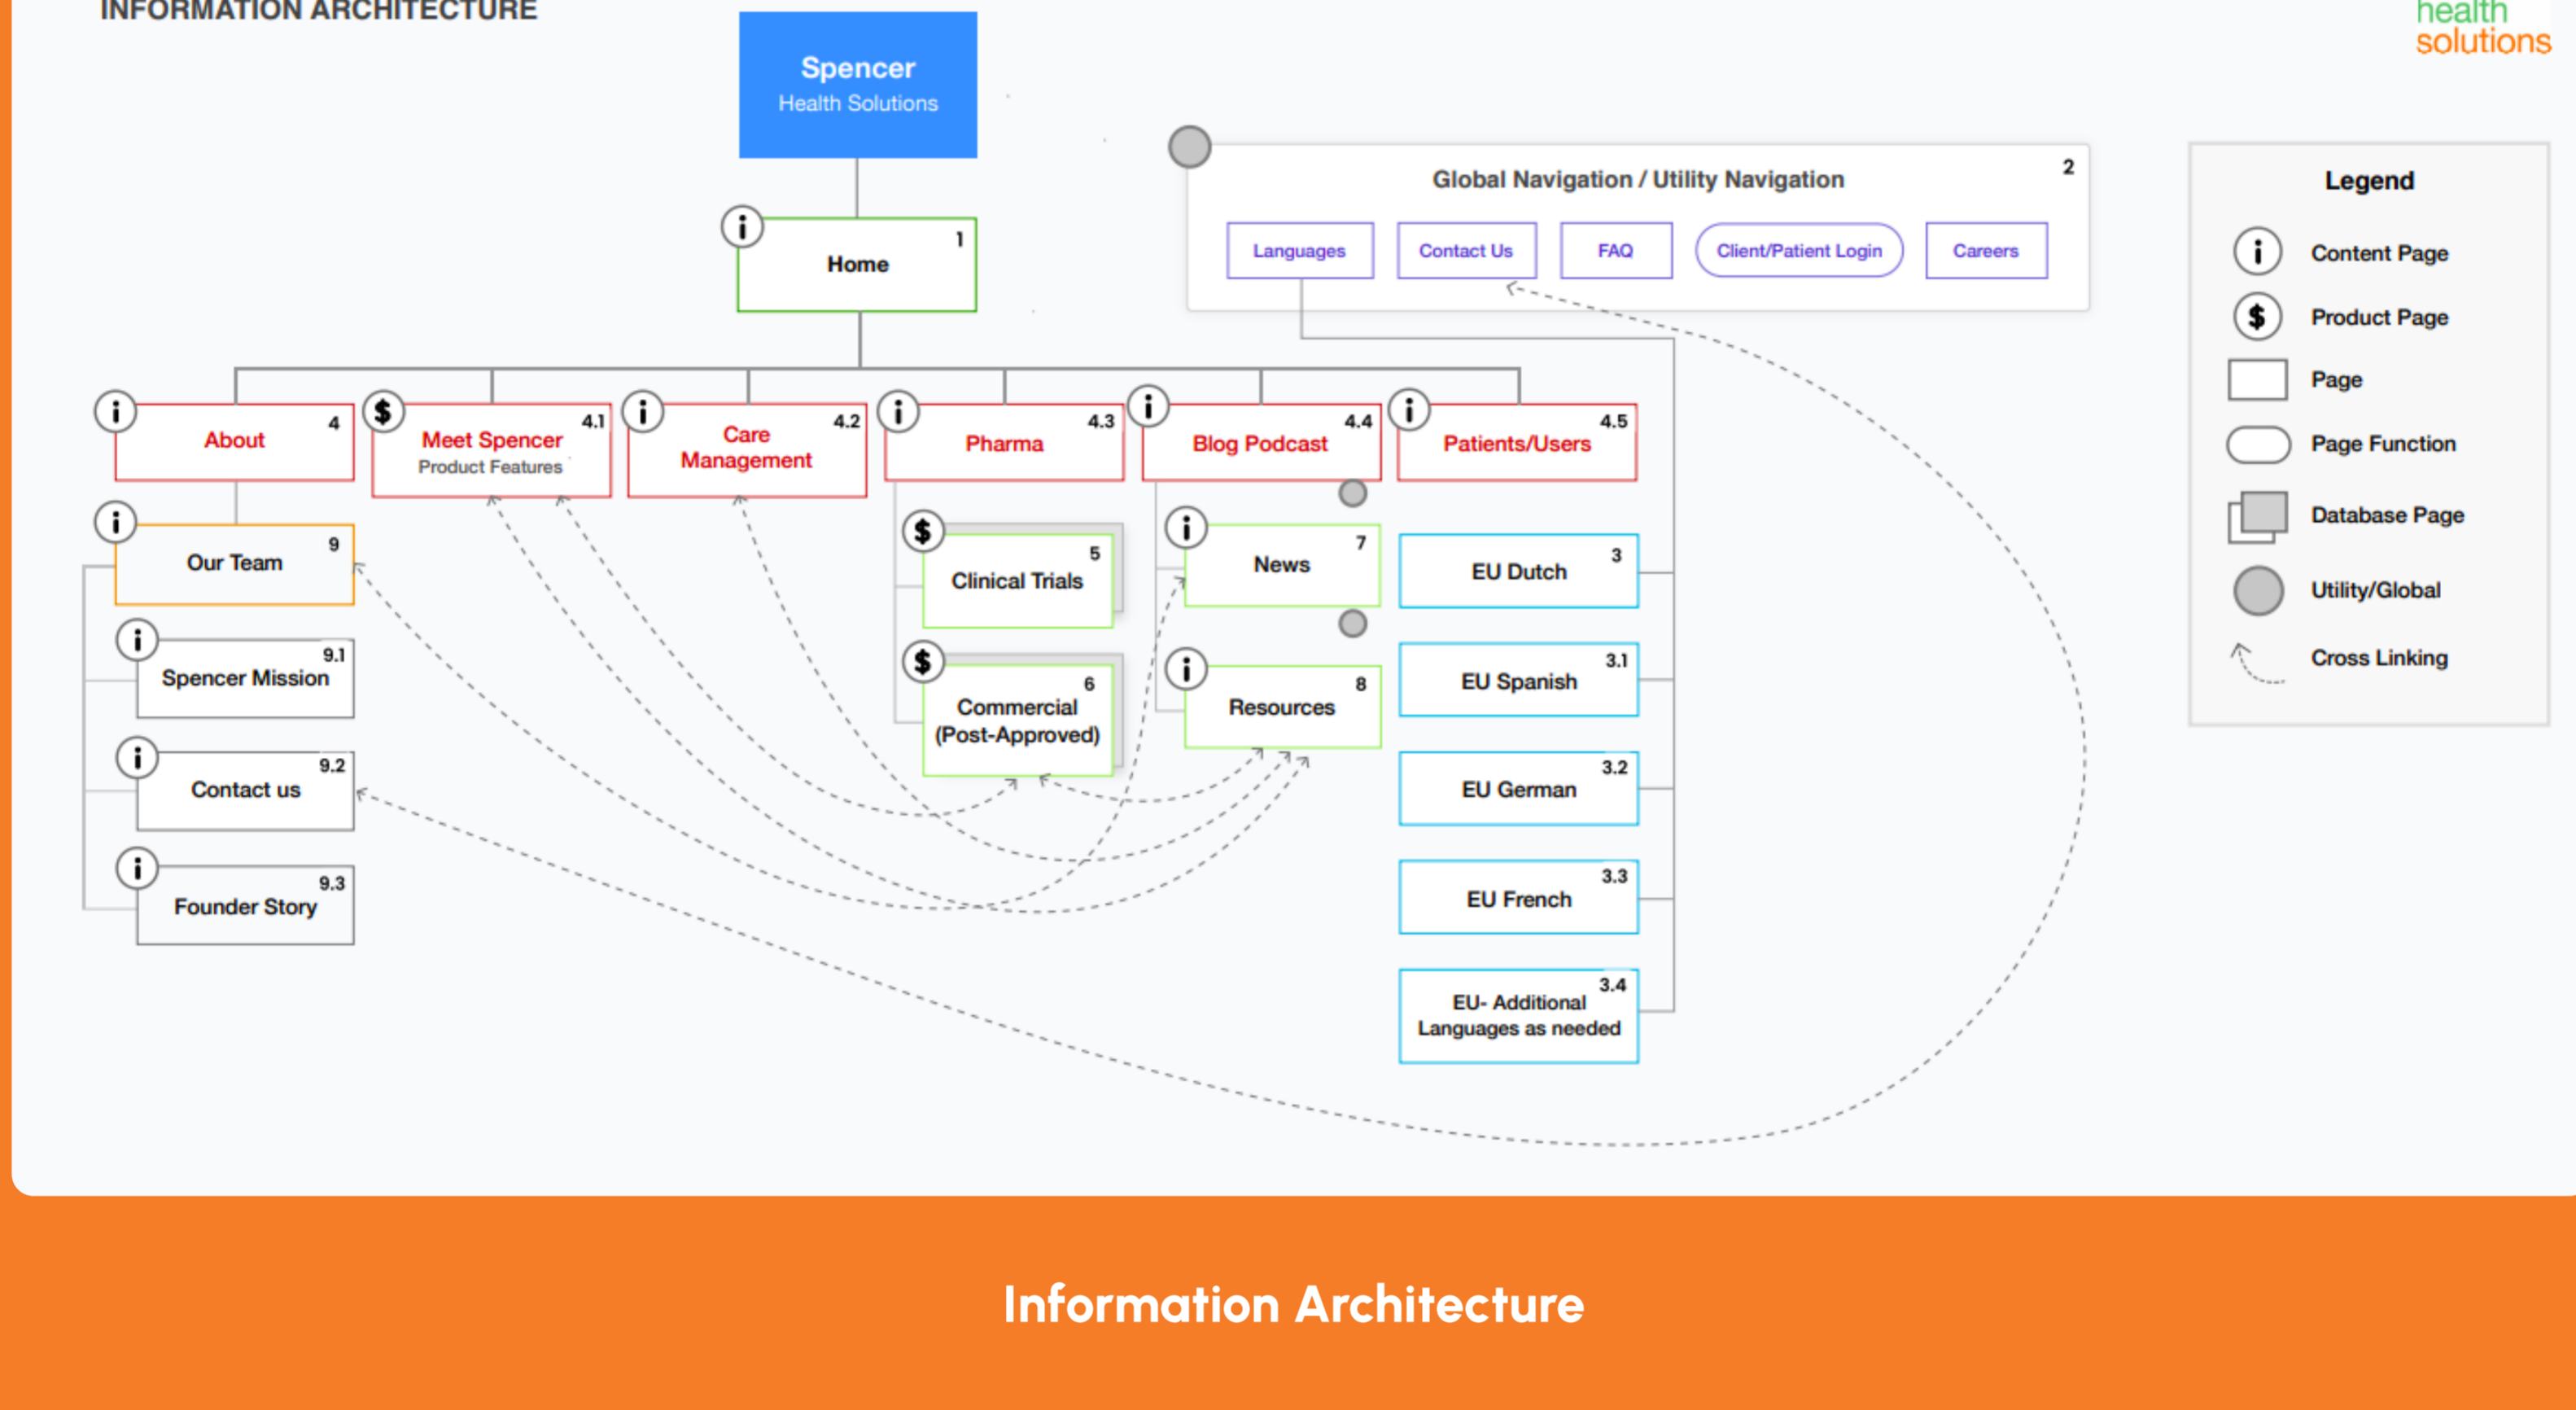 INFORMATION ARCHITECTURE
health
solutions
Spencer
Health Solutions
1
Home
2
Global Navigation / Utility Navigation
Languages
Contact Us
FAQ
Client/Patient Login
Careers
4
About
4.1
Meet Spencer
Product Features
4.2
Care
Management
4.3
Pharma
4.4
Blog Podcast
4.5
Patients/Users
9
Our Team
9.1
Spencer Mission
9.2
Contact us
9.3
Founder Story
5
Clinical Trials
6
Commercial
(Post-Approved)
7
News
8
Resources
3
EU Dutch
3.1
EU Spanish
3.2
EU German
3.3
EU French
3.4
EU- Additional
Languages as needed
Legend
i Content Page
$ Product Page
Page
Page Function
Database Page
Utility/Global
Cross Linking
Information Architecture